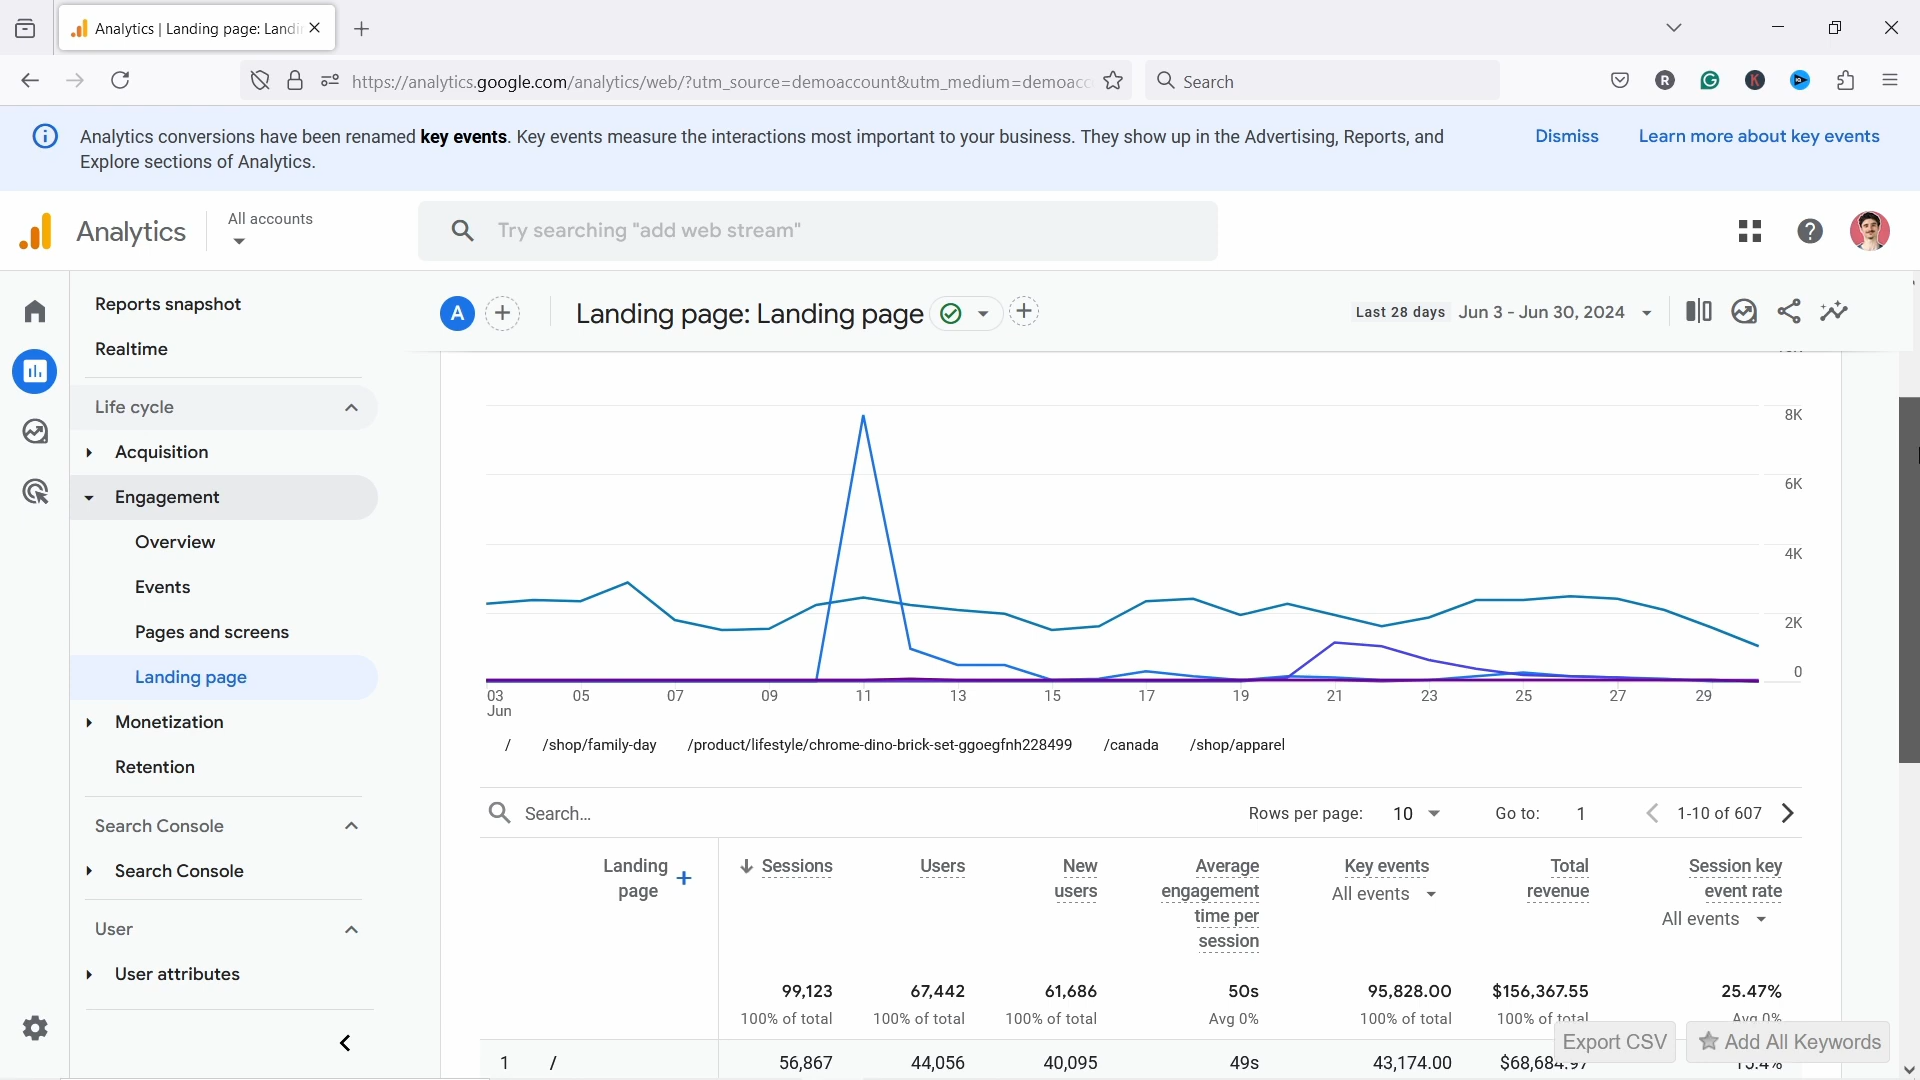 Analytics | Landing page: Landi
https://analytics.google.com/analytics/web/?utm_source=demoaccount&utm_medium=demoacc
Search
R
G
K
Analytics conversions have been renamed key events. Key events measure the interactions most important to your business. They show up in the Advertising, Reports, and
Explore sections of Analytics.
Dismiss
Learn more about key events
Analytics
All accounts
Try searching "add web stream"
Reports snapshot
Realtime
Life cycle
Acquisition
Engagement
Overview
Events
Pages and screens
Landing page
Monetization
Retention
Search Console
Search Console
User
User attributes
A
Landing page: Landing page
Last 28 days Jun 3 - Jun 30, 2024
8K
6K
4K
2K
0
03 05 07 09 11 13 15 17 19 21 23 25 27 29
Jun
/ /shop/family-day /product/lifestyle/chrome-dino-brick-set-ggoegfnh228499 /canada /shop/apparel
Search...
Rows per page: 10 Go to: 1 1-10 of 607
Landing
page
Sessions
Users
New
users
Average
engagement
time per
session
Key events
All events
Total
revenue
Session key
event rate
All events
99,123 67,442 61,686 50s 95,828.00 $156,367.55 25.47%
100% of total 100% of total 100% of total Avg 0% 100% of total 100% of total Avg 0%
Export CSV
Add All Keywords
1 / 56,867 44,056 40,095 49s 43,174.00